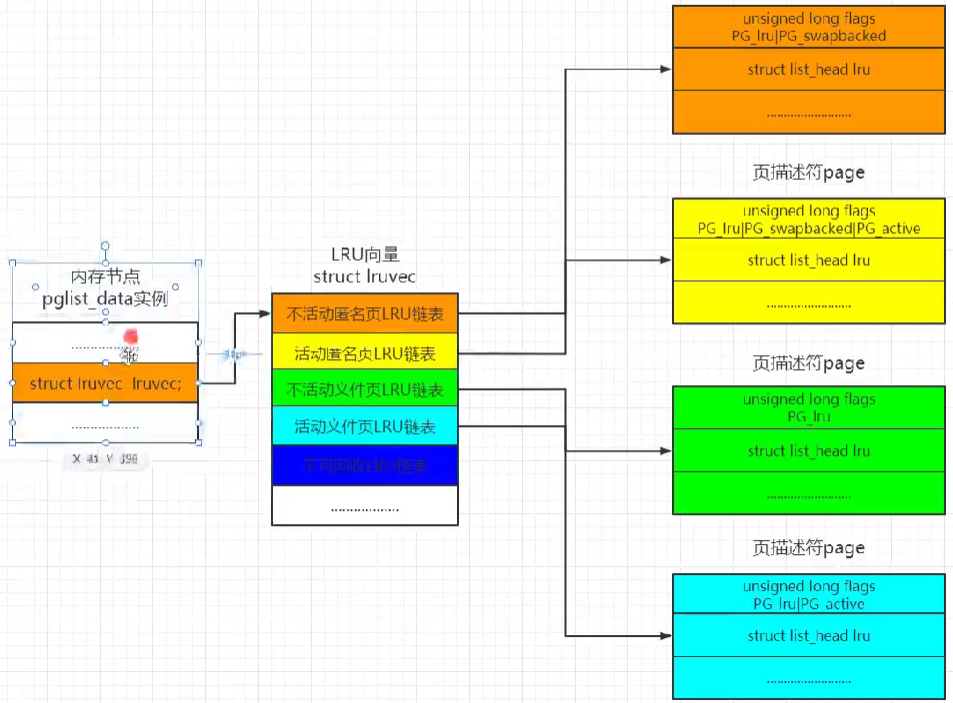 内存节点
pglist_data实例
....................
struct lruvec lruvec;
....................
LRU向量
struct lruvec
不活动匿名页LRU链表
活动匿名页LRU链表
不活动文件页LRU链表
活动文件页LRU链表
不可回收LRU链表
....................
unsigned long flags
PG_lru|PG_swapbacked
struct list_head lru
.........................
页描述符page
unsigned long flags
PG_lru|PG_swapbacked|PG_active
struct list_head lru
.........................
页描述符page
unsigned long flags
PG_lru
struct list_head lru
.........................
页描述符page
unsigned long flags
PG_lru|PG_active
struct list_head lru
.........................